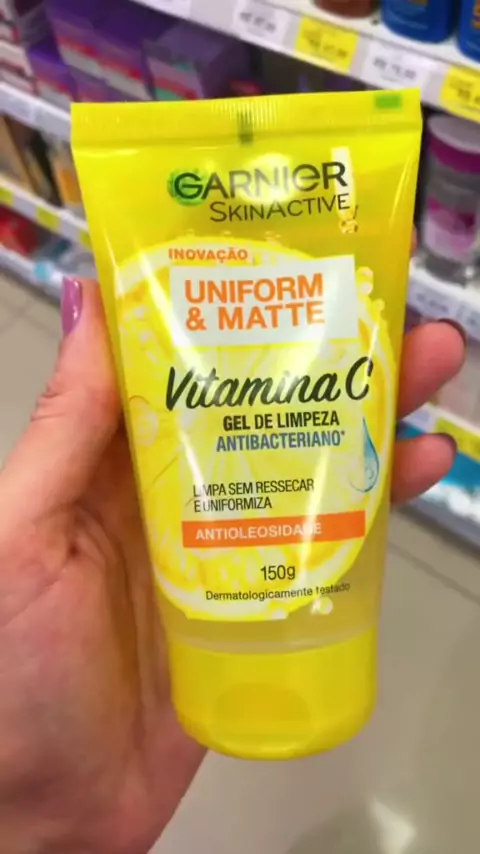 GARNIER
SKINACTIVE
INOVAÇÃO
UNIFORM
& MATTE
Vitamina C
GEL DE LIMPEZA
ANTIBACTERIANO*
LIMPA SEM RESSECAR
E UNIFORMIZA
ANTIOLEOSIDADE
150g
Dermatologicamente testado